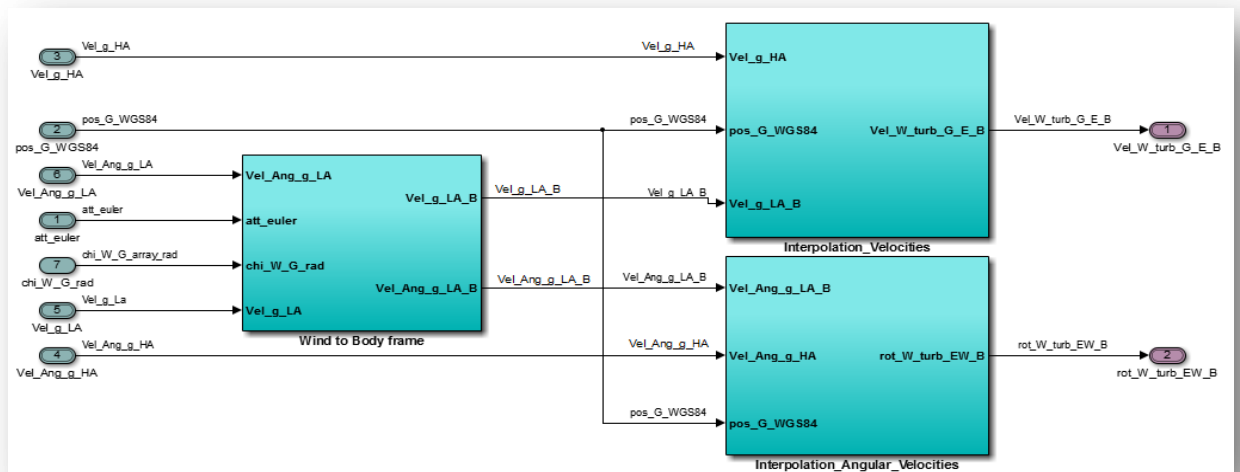 Vel_g_HA
3
Vel_g_HA
Vel_g_HA
Vel_g_HA
pos_G_WGS84
2
pos_G_WGS84
pos_G_WGS84
pos_G_WGS84
Vel_W_turb_G_E_B
Vel_W_turb_G_E_B
1
Vel_W_turb_G_E_B
Vel_Ang_g_LA
6
Vel_Ang_g_LA
Vel_Ang_g_LA
Vel_g_LA_B
Vel_g_LA_B
Vel_g_LA_B
Vel_g_LA_B
att_euler
1
att_euler
att_euler
Interpolation_Velocities
chi_W_G_array_rad
7
chi_W_G_rad
chi_W_G_rad
Vel_Ang_g_LA_B
Vel_Ang_g_LA_B
Vel_Ang_g_LA_B
Vel_Ang_g_LA_B
Vel_g_La
5
Vel_g_LA
Vel_g_LA
Wind to Body frame
Vel_Ang_g_HA
4
Vel_Ang_g_HA
Vel_Ang_g_HA
Vel_Ang_g_HA
rot_W_turb_EW_B
rot_W_turb_EW_B
2
rot_W_turb_EW_B
pos_G_WGS84
pos_G_WGS84
Interpolation_Angular_Velocities